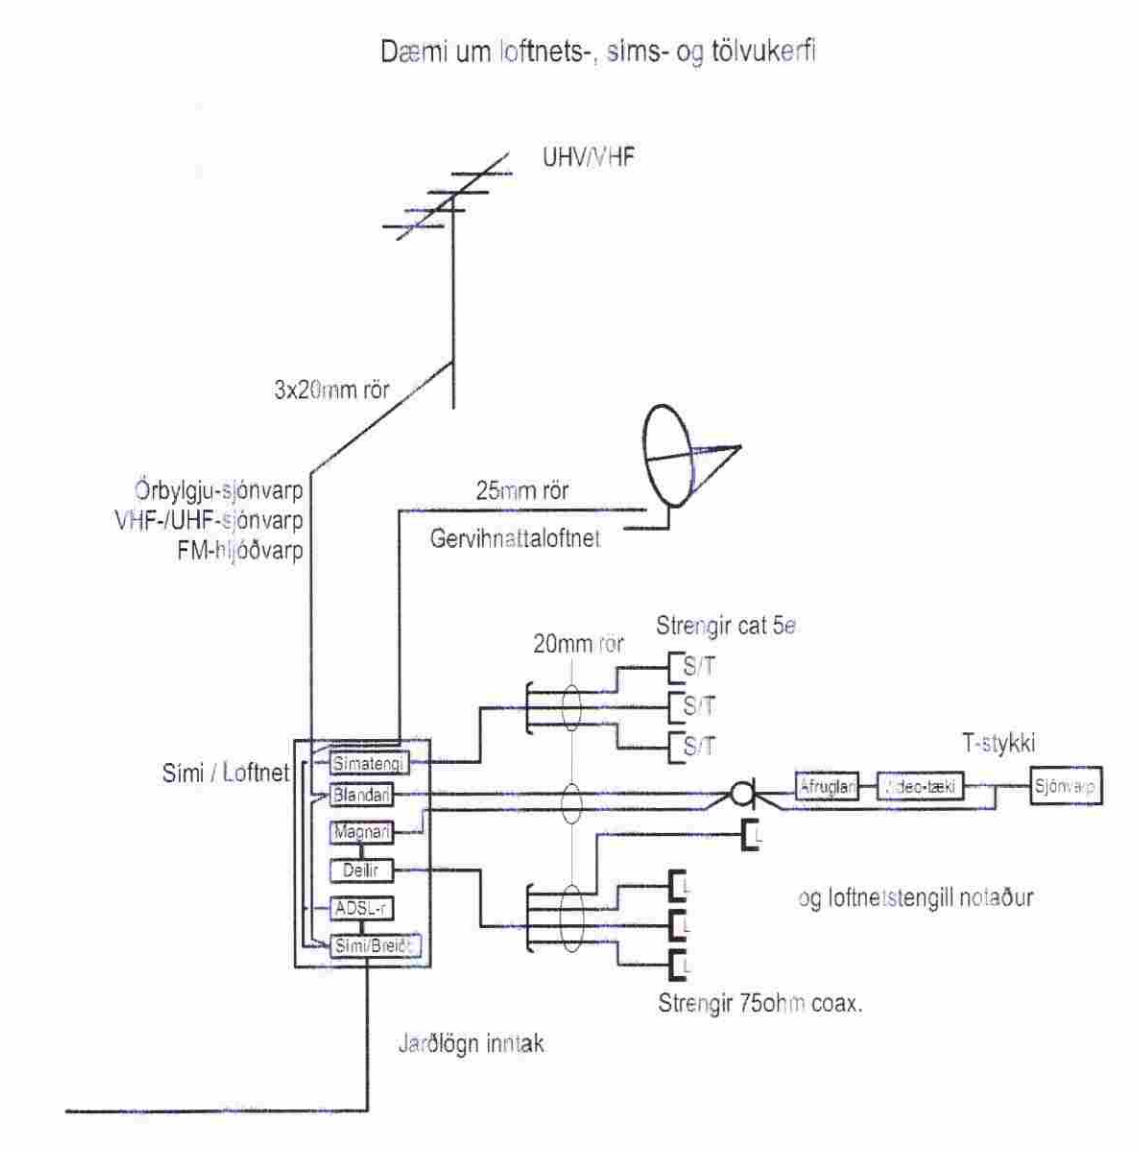 Dæmi um loftnets-, síms- og tölvukerfi
UHV/VHF
3x20mm rör
Örbylgju-sjónvarp
VHF-/UHF-sjónvarp
FM-hljóðvarp
25mm rör
Gervihnattaloftnet
Strengir cat 5e
20mm rör
S/T
S/T
S/T
T-stykki
Sími / Loftnet
Símatengi
Blandari
Afruglari
Video-tæki
Sjónvarp
Magnari
L
Deilir
L
og loftnetstengill notaður
ADSL-r
L
Sími/Breiðb
L
Strengir 75ohm coax.
Jarðlögn inntak